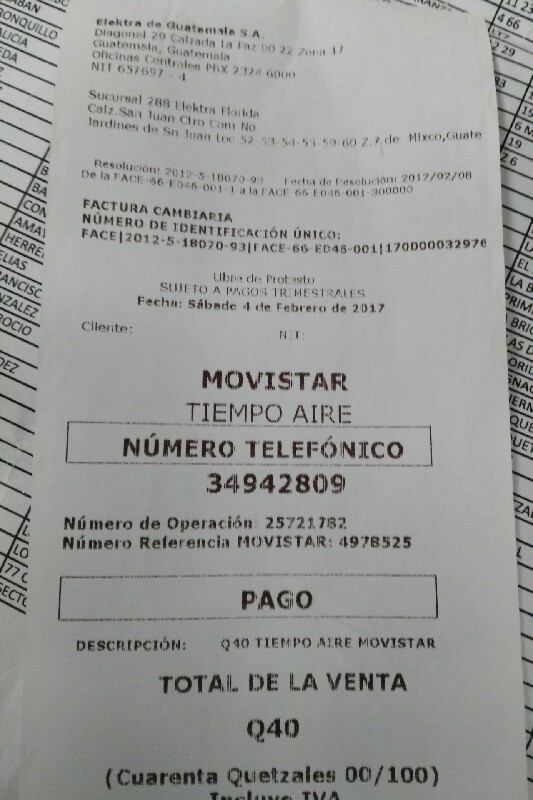 Elektra de Guatemala S.A.
Diagonal 29 Calzada La Paz 00 22 Zona 17
Guatemala, Guatemala
Oficinas Centrales PBX 2324 6000
NIT 657697 - 4
Sucursal 288 Elektra Florida
Calz.San Juan Ctro Com No
Jardines de Sn Juan Loc 52-53-54-55-59-60 Z.7 de Mixco,Guate
Resolución: 2012-5-18070-93 Fecha de Resolución: 2012/02/08
De la FACE-66-E046-001-1 a la FACE-66-E046-001-300000
FACTURA CAMBIARIA
NÚMERO DE IDENTIFICACIÓN ÚNICO:
FACE|2012-5-18070-93|FACE-66-E046-001|170000032976
Libre de Protesto
SUJETO A PAGOS TRIMESTRALES
Fecha: Sábado 4 de Febrero de 2017
Cliente: NIT:
MOVISTAR
TIEMPO AIRE
NÚMERO TELEFÓNICO
34942809
Número de Operación: 25721782
Número Referencia MOVISTAR: 4978525
PAGO
DESCRIPCIÓN: Q40 TIEMPO AIRE MOVISTAR
TOTAL DE LA VENTA
Q40
(Cuarenta Quetzales 00/100)
Incluye IVA